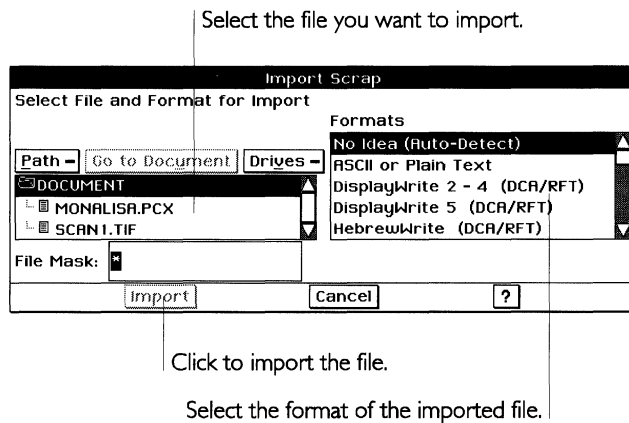 Select the file you want to import.
Import Scrap
Select File and Format for Import
Formats
Path
Go to Document
Drives
No Idea (Auto-Detect)
ASCII or Plain Text
DisplayWrite 2 - 4 (DCA/RFT)
DisplayWrite 5 (DCA/RFT)
HebrewWrite (DCA/RFT)
DOCUMENT
MONALISA.PCX
SCAN1.TIF
File Mask: *
Import
Cancel
?
Click to import the file.
Select the format of the imported file.